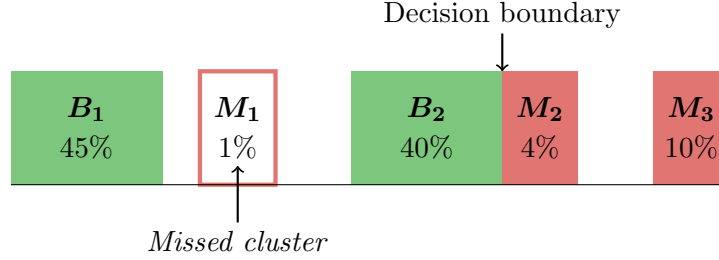 Decision boundary
B₁ M₁ B₂ M₂ M₃
45% 1% 40% 4% 10%
Missed cluster